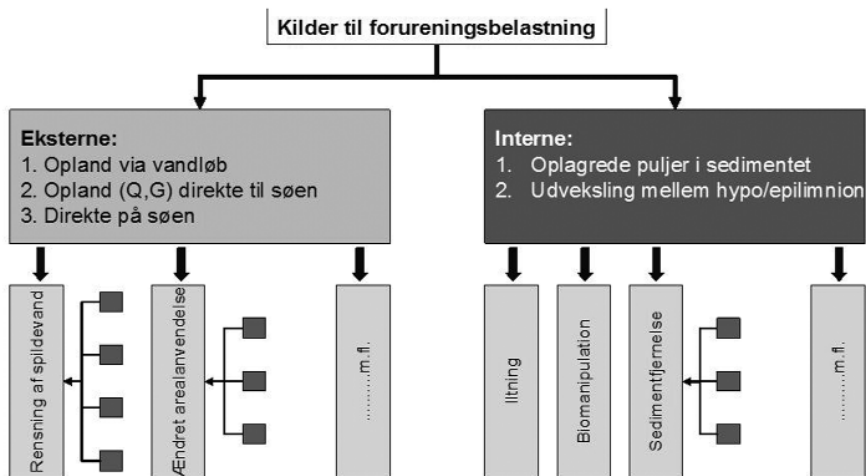 Kilder til forureningsbelastning
Eksterne:
1. Opland via vandløb
2. Opland (Q,G) direkte til søen
3. Direkte på søen
Interne:
1. Oplagrede puljer i sedimentet
2. Udveksling mellem hypo/epilimnion
Rensning af spildevand
Ændret arealanvendelse
...........m.fl.
Iltning
Biomanipulation
Sedimentfjernelse
...........m.fl.